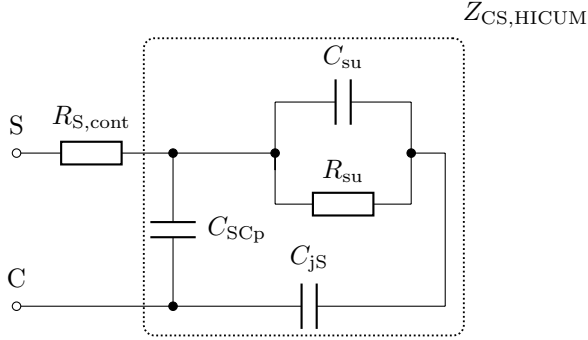 Z_CS,HICUM
C_su
S
R_S,cont
R_su
C_SCp
C
C_jS